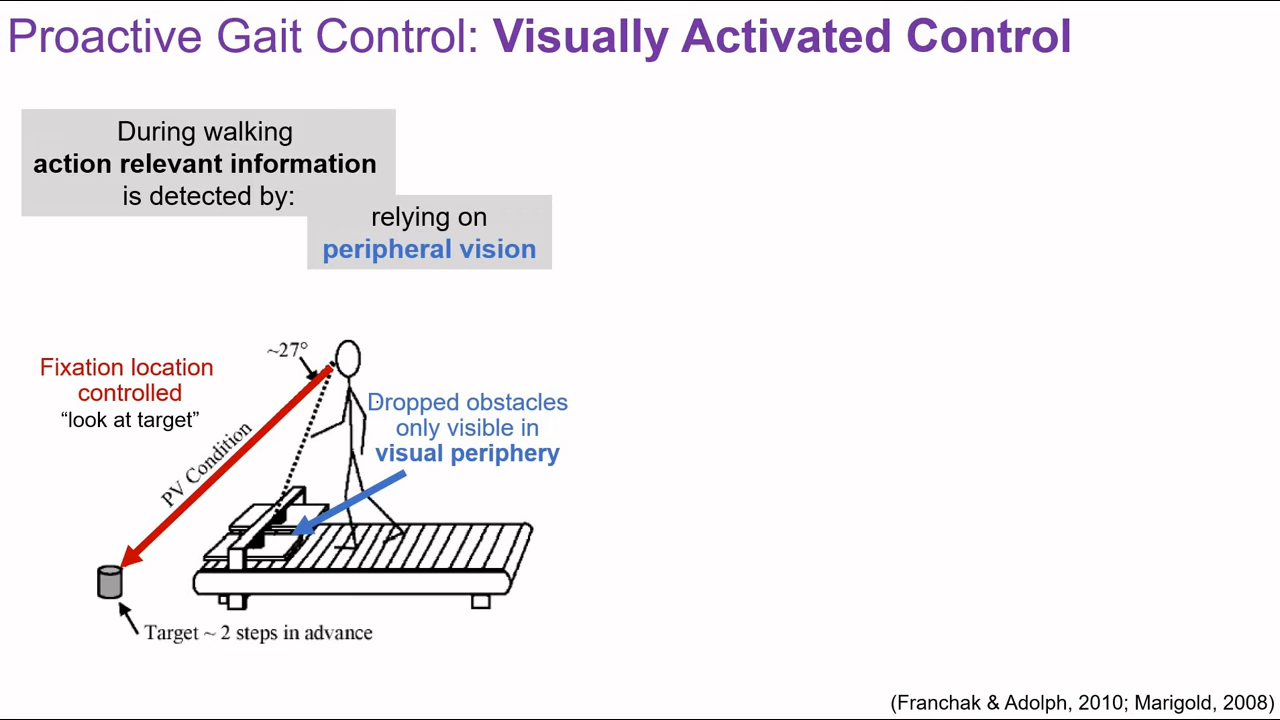 Proactive Gait Control: Visually Activated Control
During walking
action relevant information
is detected by:
relying on
peripheral vision
~27°
Fixation location
controlled
“look at target”
PV Condition
Dropped obstacles
only visible in
visual periphery
Target ~ 2 steps in advance
(Franchak & Adolph, 2010; Marigold, 2008)